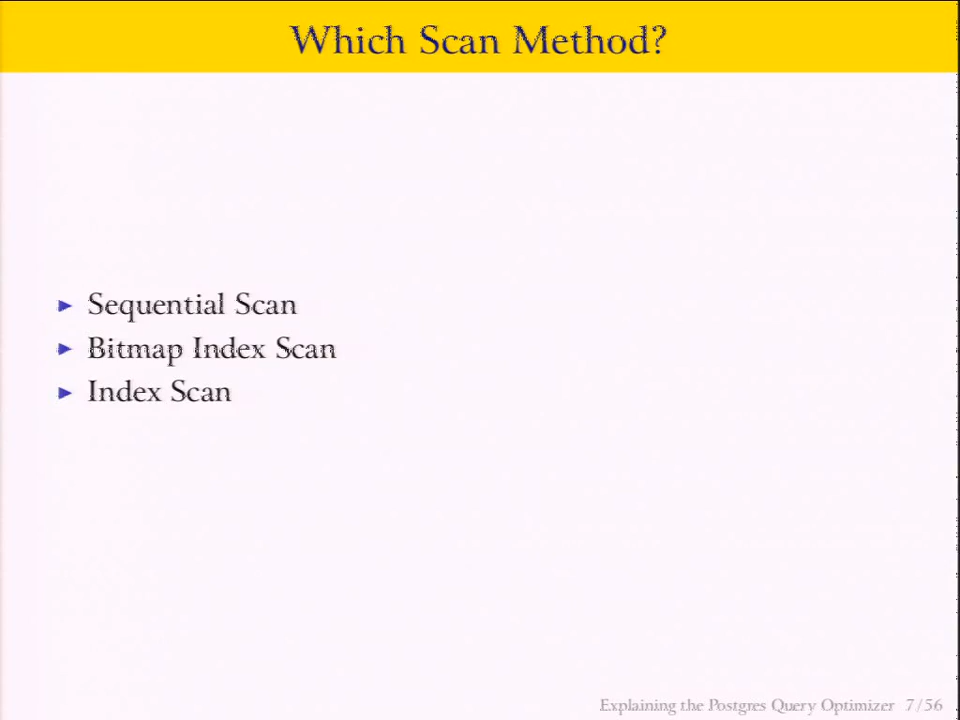 Which Scan Method?
Sequential Scan
Bitmap Index Scan
Index Scan
Explaining the Postgres Query Optimizer 7/56